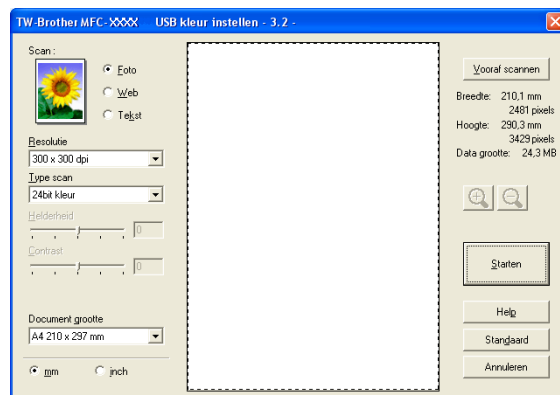 TW-Brother MFC-XXXX USB kleur instellen - 3.2 -
Scan :
Foto
Web
Tekst
Resolutie
300 x 300 dpi
Type scan
24bit kleur
Helderheid
0
Contrast
0
Document grootte
A4 210 x 297 mm
mm
inch
Vooraf scannen
Breedte: 210,1 mm
2481 pixels
Hoogte: 290,3 mm
3429 pixels
Data grootte: 24,3 MB
Starten
Help
Standaard
Annuleren